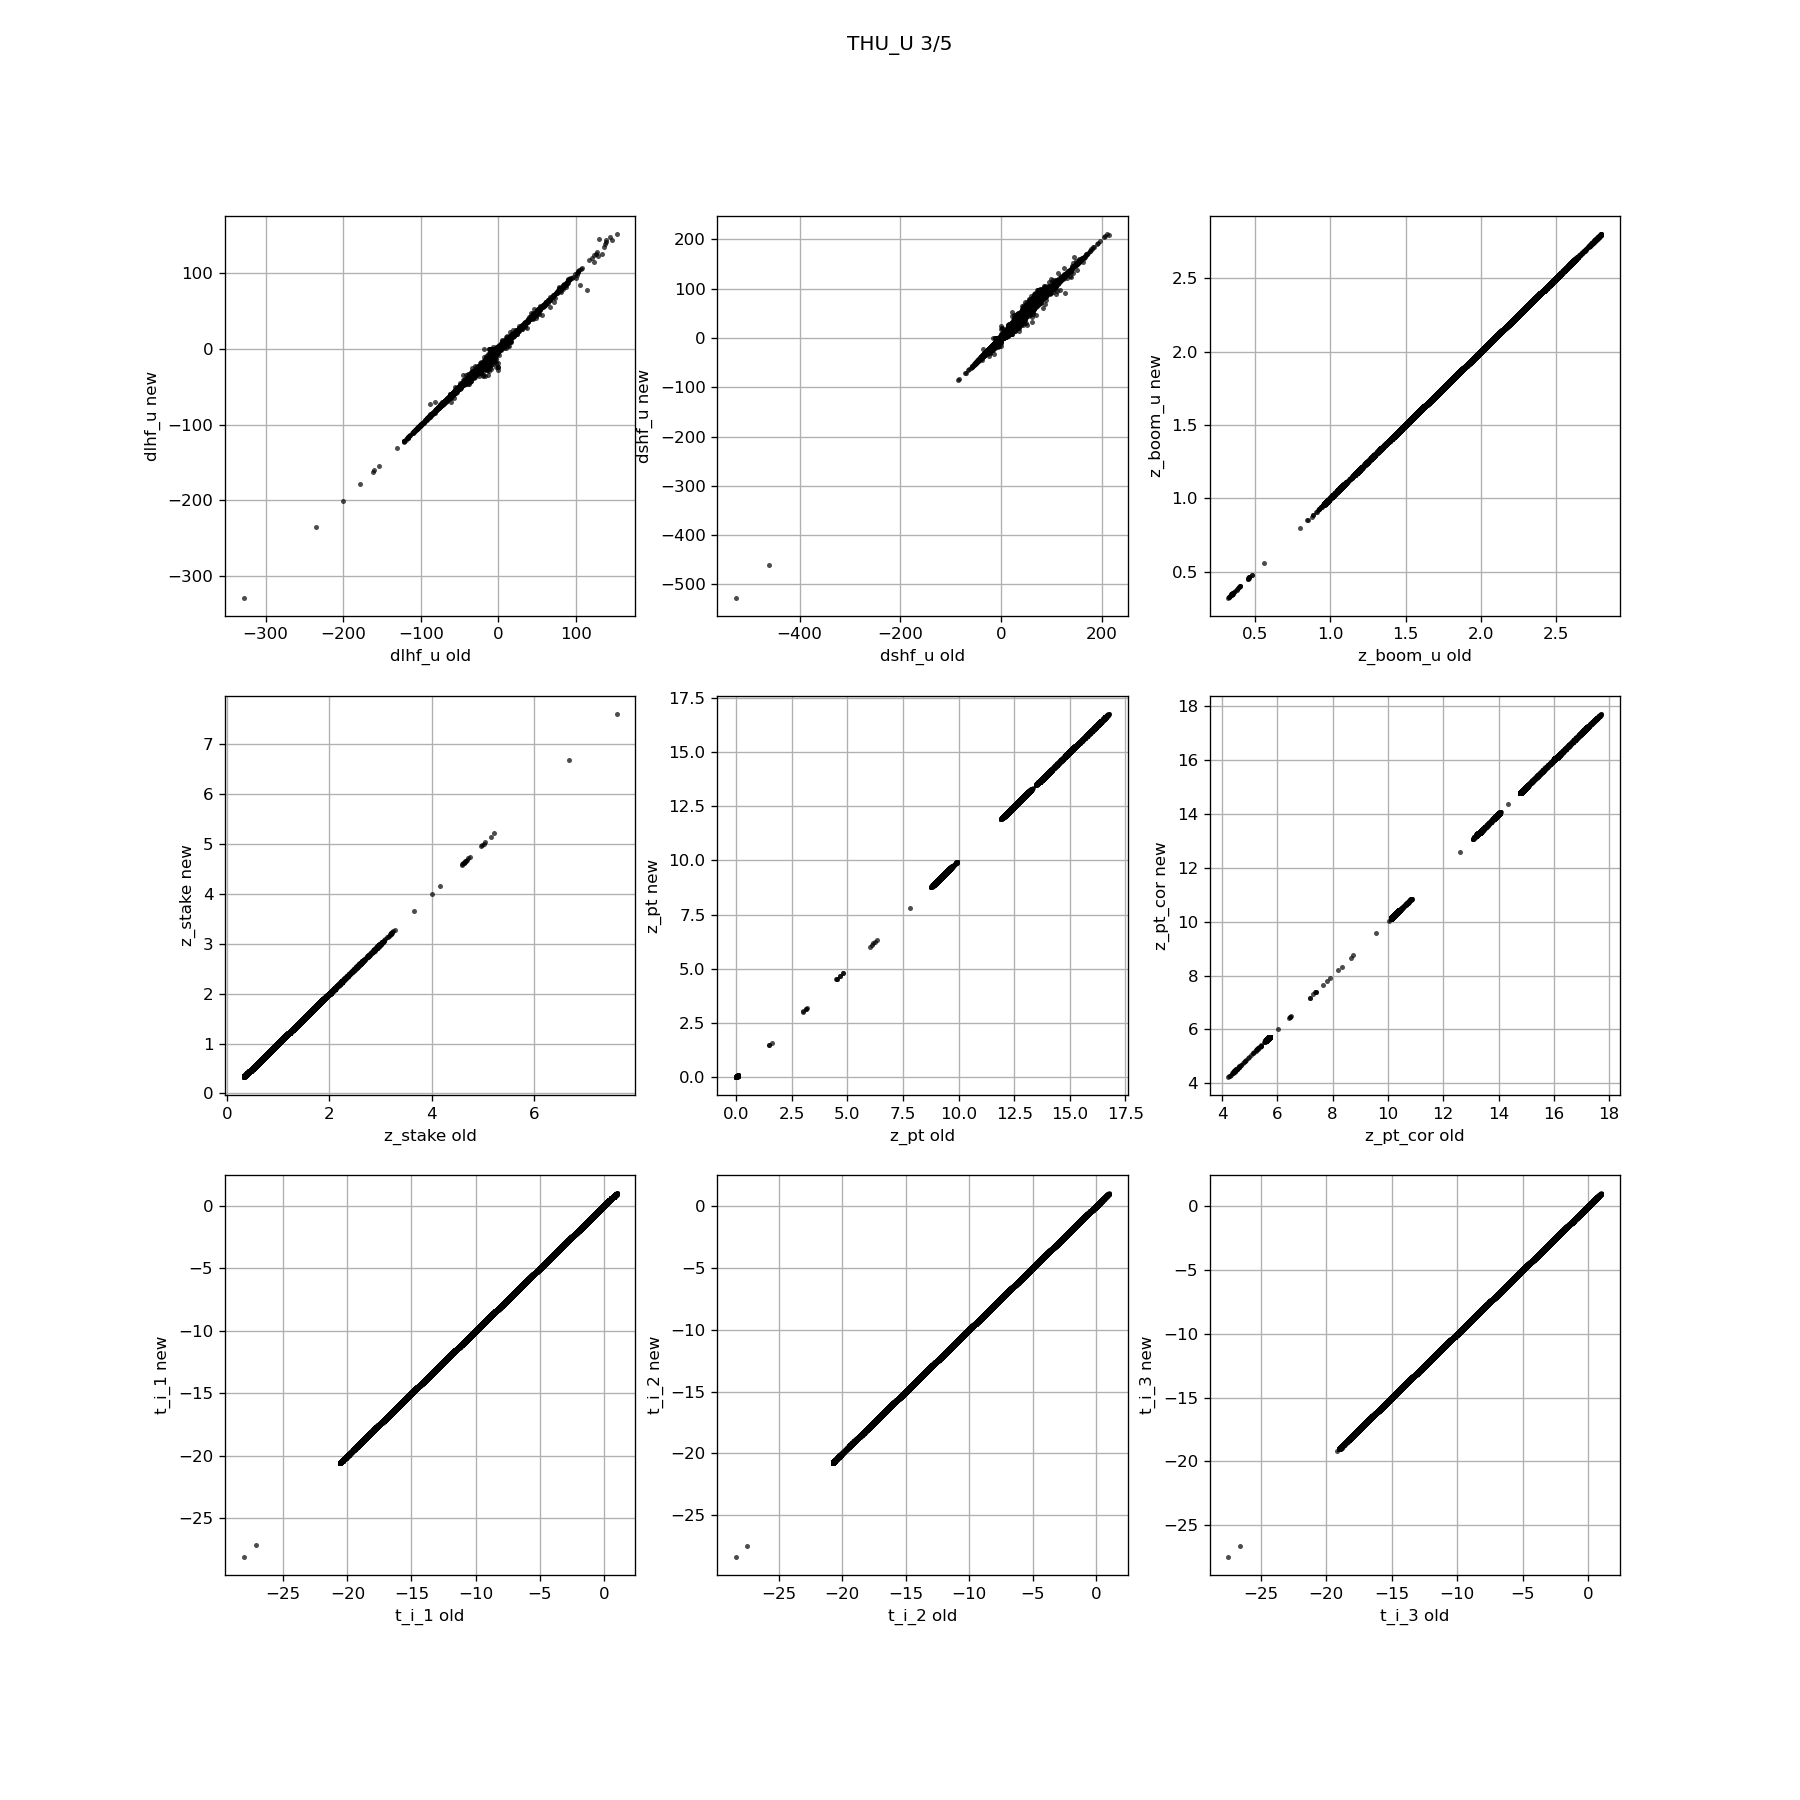 THU_U 3/5
100
0
−100
−200
−300
dlhf_u new
−300 −200 −100 0 100
dlhf_u old
200
100
0
−100
−200
−300
−400
−500
dshf_u new
−400 −200 0 200
dshf_u old
2.5
2.0
1.5
1.0
0.5
z_boom_u new
0.5 1.0 1.5 2.0 2.5
z_boom_u old
7
6
5
4
3
2
1
0
z_stake new
0 2 4 6
z_stake old
17.5
15.0
12.5
10.0
7.5
5.0
2.5
0.0
z_pt new
0.0 2.5 5.0 7.5 10.0 12.5 15.0 17.5
z_pt old
18
16
14
12
10
8
6
4
z_pt_cor new
4 6 8 10 12 14 16 18
z_pt_cor old
0
−5
−10
−15
−20
−25
t_i_1 new
−25 −20 −15 −10 −5 0
t_i_1 old
0
−5
−10
−15
−20
−25
t_i_2 new
−25 −20 −15 −10 −5 0
t_i_2 old
0
−5
−10
−15
−20
−25
t_i_3 new
−25 −20 −15 −10 −5 0
t_i_3 old